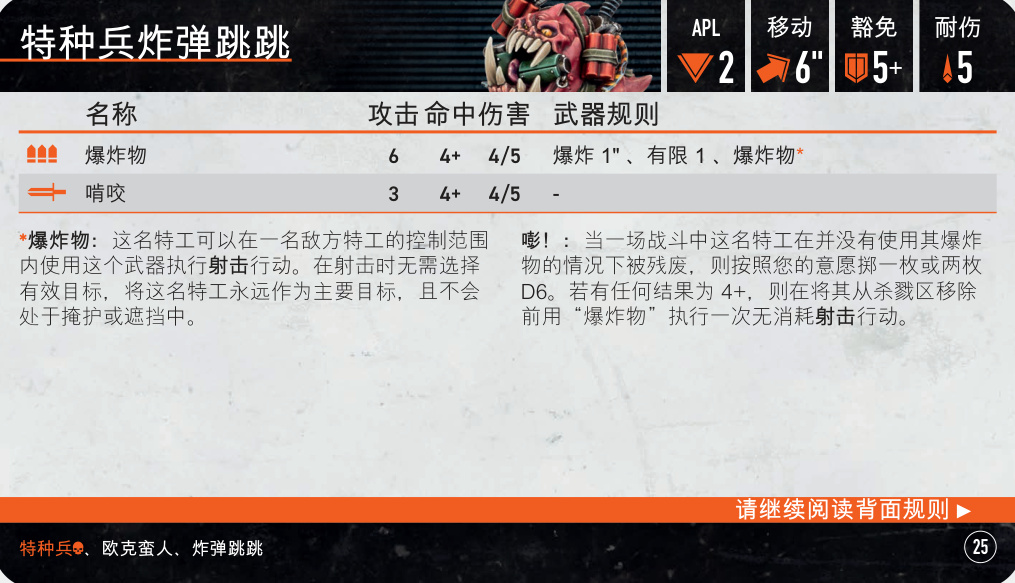 特种兵炸弹跳跳
APL 移动 豁免 耐伤
2 6" 5+ 5
名称 攻击 命中 伤害 武器规则
爆炸物 6 4+ 4/5 爆炸 1" 、有限 1 、爆炸物*
啃咬 3 4+ 4/5 -
*爆炸物：这名特工可以在一名敌方特工的控制范围
内使用这个武器执行射击行动。在射击时无需选择
有效目标，将这名特工永远作为主要目标，且不会
处于掩护或遮挡中。
嘭！：当一场战斗中这名特工在并没有使用其爆炸
物的情况下被残废，则按照您的意愿掷一枚或两枚
D6。若有任何结果为 4+，则在将其从杀戮区移除
前用“爆炸物”执行一次无消耗射击行动。
请继续阅读背面规则 ▶
特种兵、欧克蛮人、炸弹跳跳
25